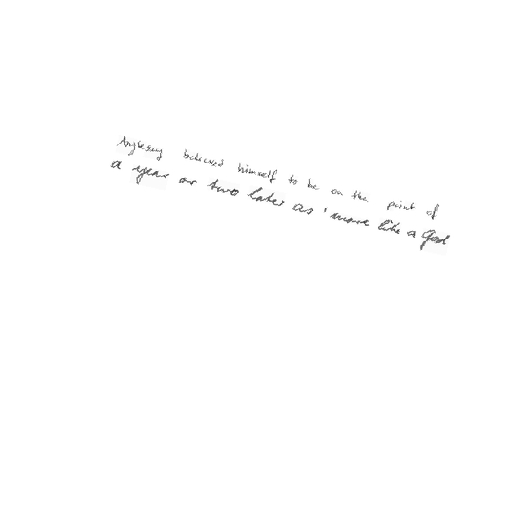 Anglesey believed himself to be on the point of
a year or two later as ' more like a God